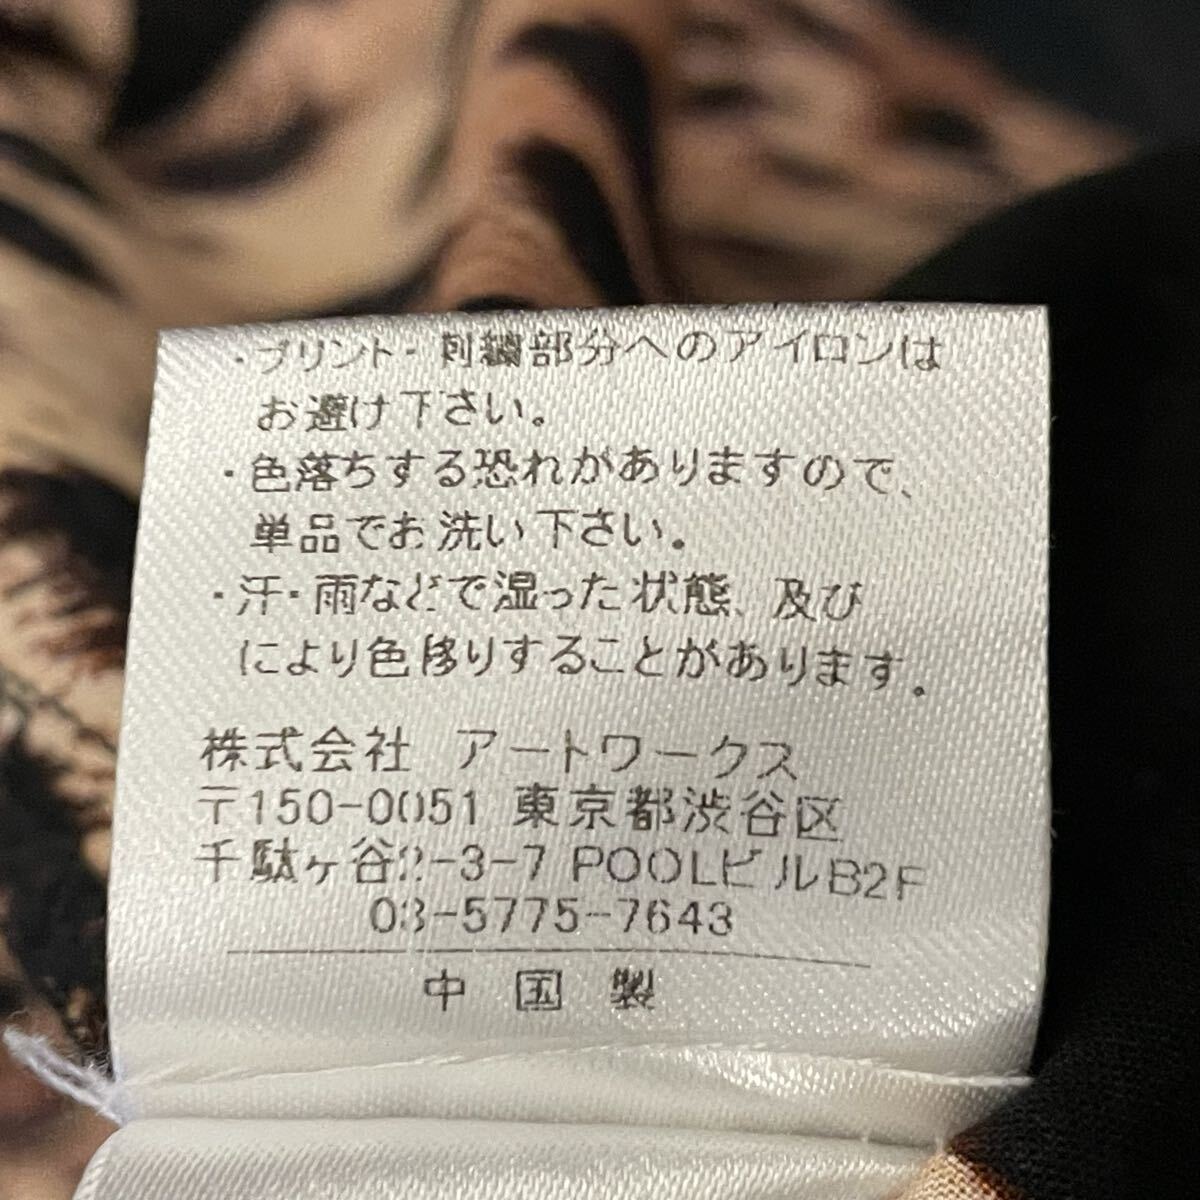 ・プリント・刺繍部分へのアイロンは
お避け下さい。
・色落ちする恐れがありますので、
単品でお洗い下さい。
・汗・雨などで湿った状態、及び
により色移りすることがあります。
株式会社 アートワークス
〒150-0051 東京都渋谷区
千駄ヶ谷2-3-7 POOLビルB2F
03-5775-7643
中国製